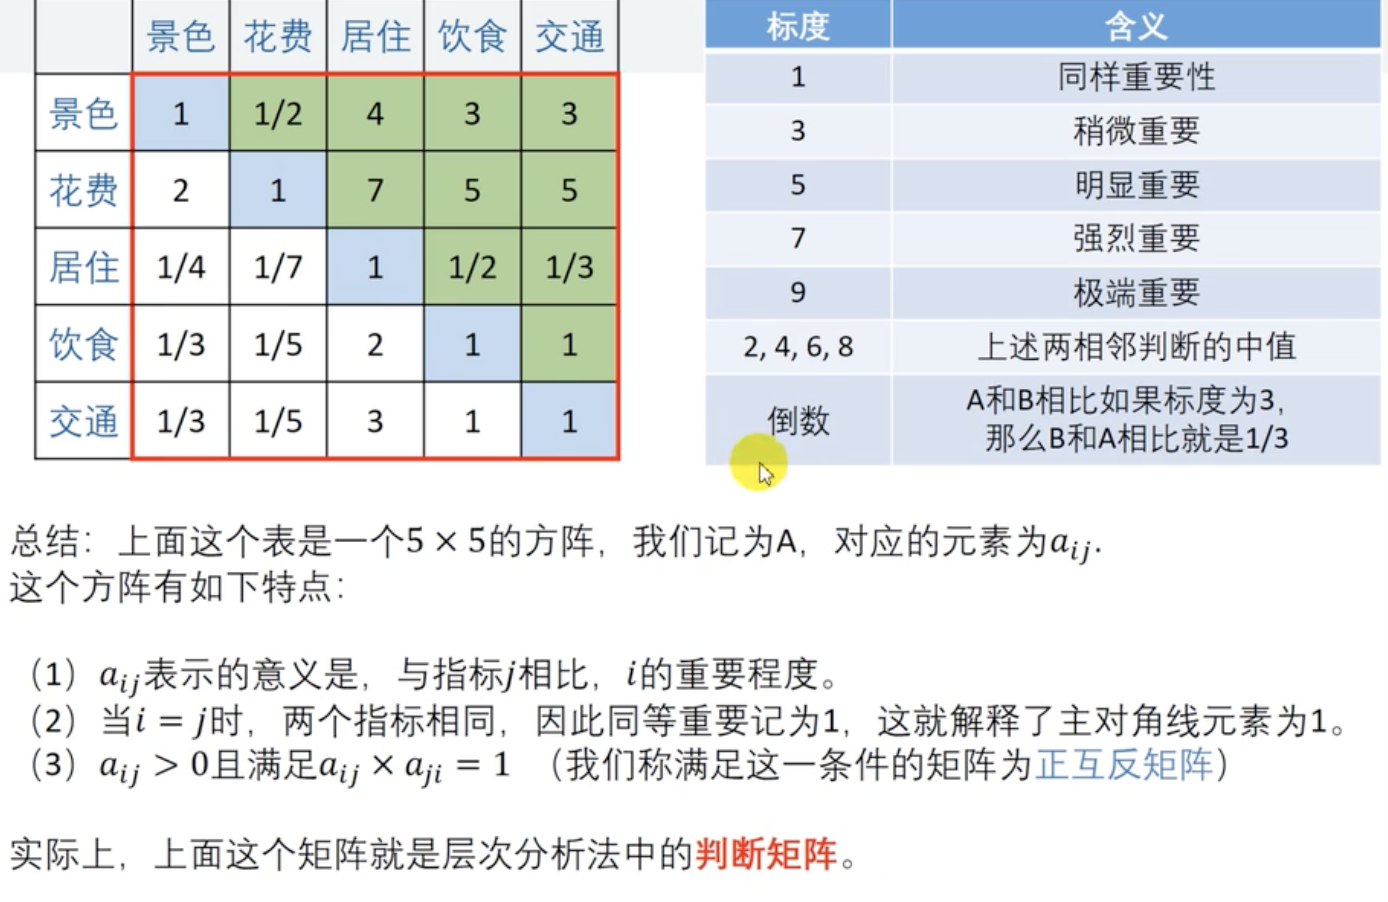 景色 花费 居住 饮食 交通
景色 1 1/2 4 3 3
花费 2 1 7 5 5
居住 1/4 1/7 1 1/2 1/3
饮食 1/3 1/5 2 1 1
交通 1/3 1/5 3 1 1
标度 含义
1 同样重要性
3 稍微重要
5 明显重要
7 强烈重要
9 极端重要
2, 4, 6, 8 上述两相邻判断的中值
倒数 A和B相比如果标度为3，
那么B和A相比就是1/3
总结：上面这个表是一个5 × 5的方阵，我们记为A，对应的元素为a_{ij}.
这个方阵有如下特点：
（1）a_{ij}表示的意义是，与指标j相比，i的重要程度。
（2）当i = j时，两个指标相同，因此同等重要记为1，这就解释了主对角线元素为1。
（3）a_{ij} > 0且满足a_{ij} × a_{ji} = 1 （我们称满足这一条件的矩阵为正互反矩阵）
实际上，上面这个矩阵就是层次分析法中的判断矩阵。